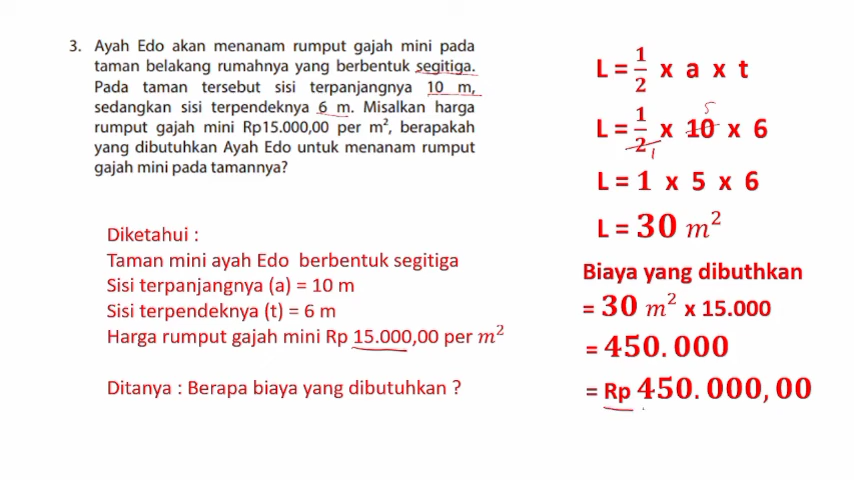 3. Ayah Edo akan menanam rumput gajah mini pada
taman belakang rumahnya yang berbentuk segitiga.
Pada taman tersebut sisi terpanjangnya 10 m,
sedangkan sisi terpendeknya 6 m. Misalkan harga
rumput gajah mini Rp15.000,00 per m², berapakah
yang dibutuhkan Ayah Edo untuk menanam rumput
gajah mini pada tamannya?
Diketahui :
Taman mini ayah Edo berbentuk segitiga
Sisi terpanjangnya (a) = 10 m
Sisi terpendeknya (t) = 6 m
Harga rumput gajah mini Rp 15.000,00 per m²
Ditanya : Berapa biaya yang dibutuhkan ?
L = 1/2 x a x t
5
L = 1/2 x 10 x 6
1
L = 1 x 5 x 6
L = 30 m²
Biaya yang dibuthkan
= 30 m² x 15.000
= 450.000
= Rp 450.000,00